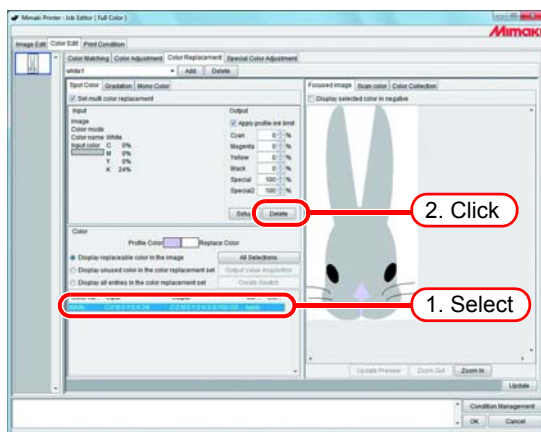 Mimaki Printer : Job Editor ( Full Color )
Mimaki
Image Edit Color Edit Print Condition
Color Matching Color Adjustment Color Replacement Special Color Adjustment
white1 Add Delete
Spot Color Gradation Mono Color
Focused image Scan color Color Collection
Set multi color replacement
Display selected color in negative
Input
Output
Image
Apply profile ink limit
Color mode
Color name White
Input color C 0%
M 0%
Y 0%
K 24%
Cyan 0 %
Magenta 0 %
Yellow 0 %
Black 0 %
Special 100 %
Special2 100 %
Setup Delete
2. Click
Color
Profile Color Replace Color
Display replaceable color in the image All Selections
Display unused color in the color replacement set Output Value Acquisition
Display all entries in the color replacement set Create Swatch
1. Select
White
Update Preview Zoom Out Zoom In
Update
Condition Management
OK Cancel